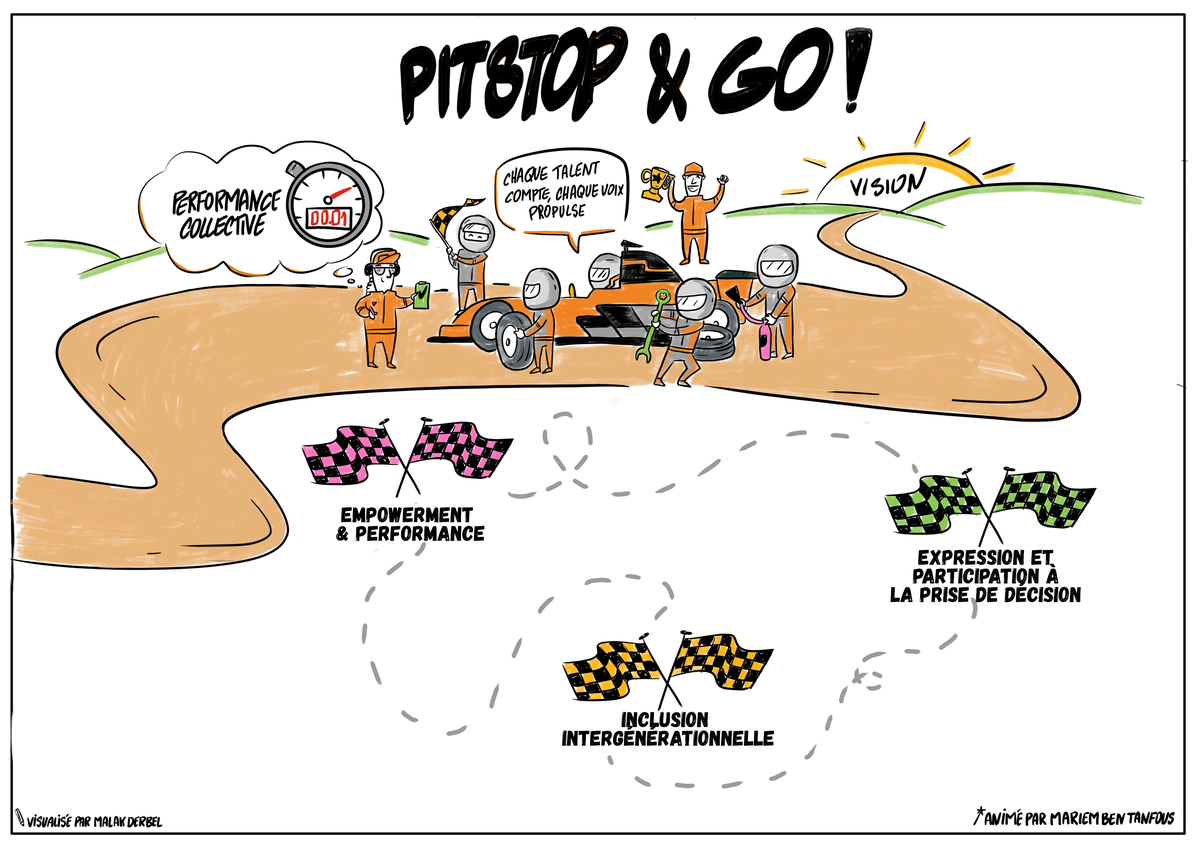 PITSTOP & GO!
PERFORMANCE
COLLECTIVE
00:01
CHAQUE TALENT
COMPTE, CHAQUE VOIX
PROPULSE
VISION
EMPOWERMENT
& PERFORMANCE
EXPRESSION ET
PARTICIPATION À
LA PRISE DE DÉCISION
INCLUSION
INTERGÉNÉRATIONNELLE
VISUALISÉ PAR MALAK DERBEL
ANIMÉ PAR MARIEM BEN TANFOUS